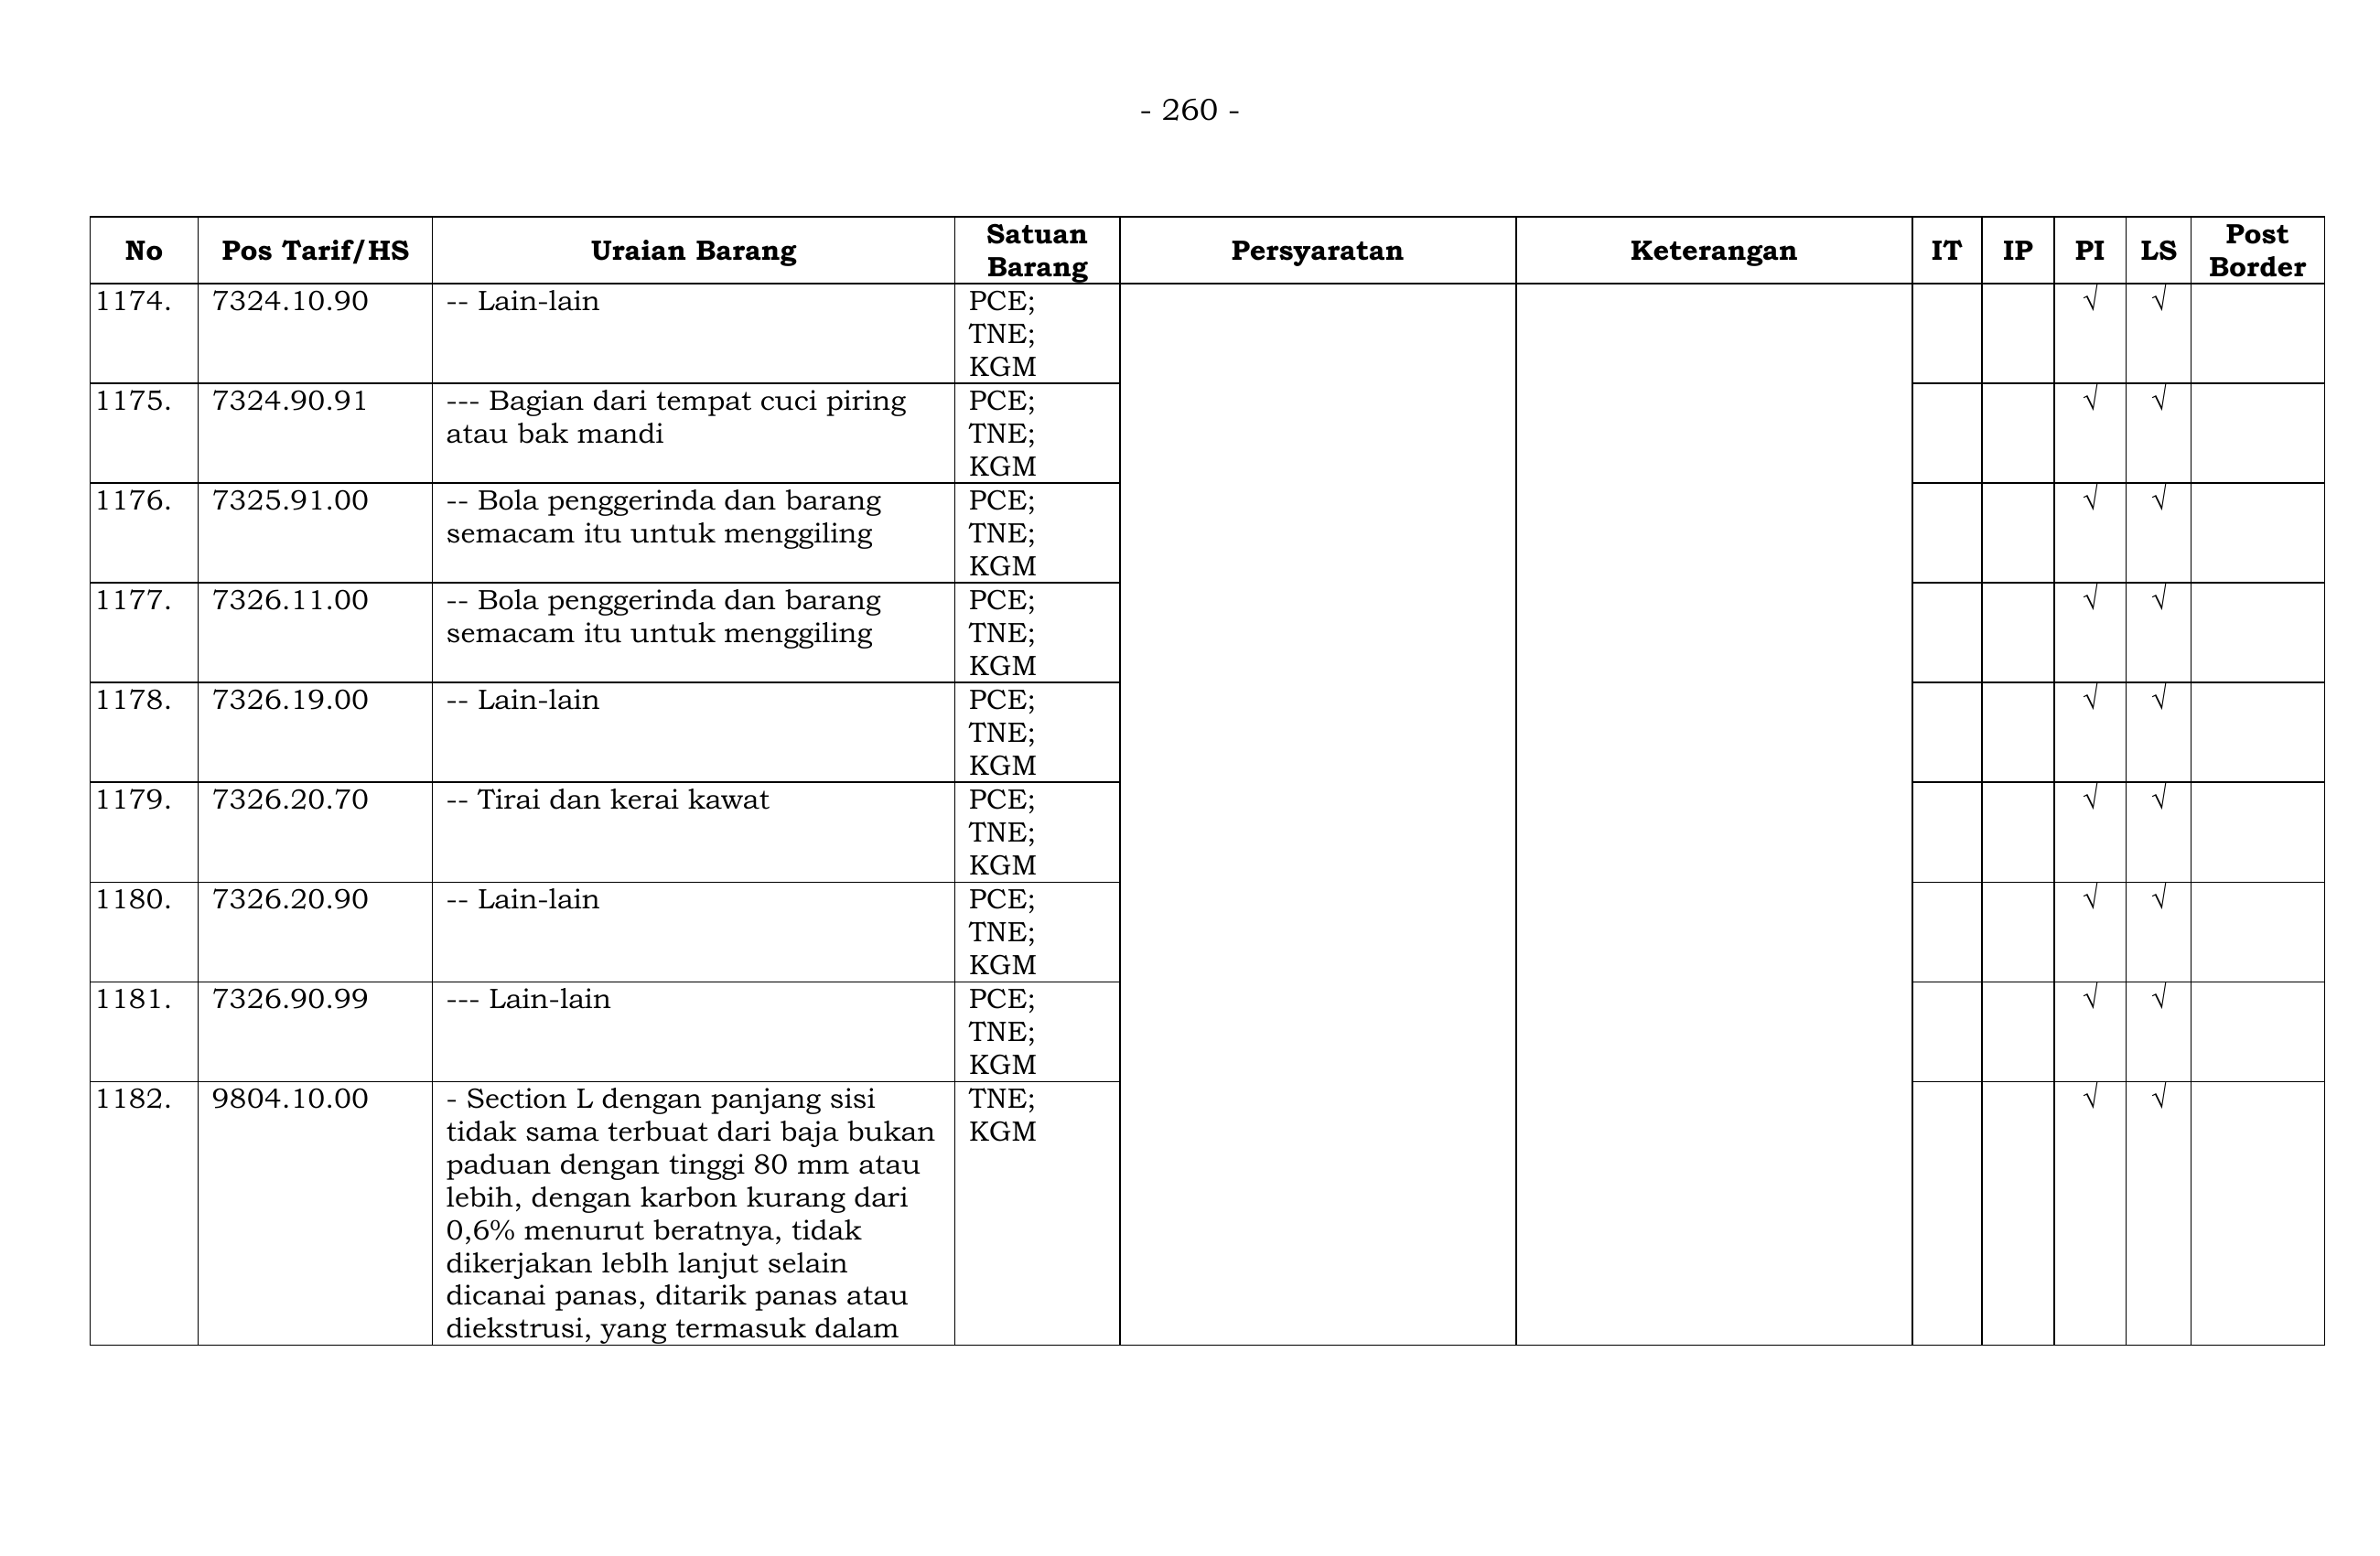 - 260 -
No Pos Tarif/HS Uraian Barang Satuan Barang Persyaratan Keterangan IT IP PI LS Post Border
1174. 7324.10.90 -- Lain-lain PCE; √ √
TNE;
KGM
1175. 7324.90.91 --- Bagian dari tempat cuci piring PCE; √ √
atau bak mandi TNE;
KGM
1176. 7325.91.00 -- Bola penggerinda dan barang PCE; √ √
semacam itu untuk menggiling TNE;
KGM
1177. 7326.11.00 -- Bola penggerinda dan barang PCE; √ √
semacam itu untuk menggiling TNE;
KGM
1178. 7326.19.00 -- Lain-lain PCE; √ √
TNE;
KGM
1179. 7326.20.70 -- Tirai dan kerai kawat PCE; √ √
TNE;
KGM
1180. 7326.20.90 -- Lain-lain PCE; √ √
TNE;
KGM
1181. 7326.90.99 --- Lain-lain PCE; √ √
TNE;
KGM
1182. 9804.10.00 - Section L dengan panjang sisi TNE; √ √
tidak sama terbuat dari baja bukan KGM
paduan dengan tinggi 80 mm atau
lebih, dengan karbon kurang dari
0,6% menurut beratnya, tidak
dikerjakan leblh lanjut selain
dicanai panas, ditarik panas atau
diekstrusi, yang termasuk dalam